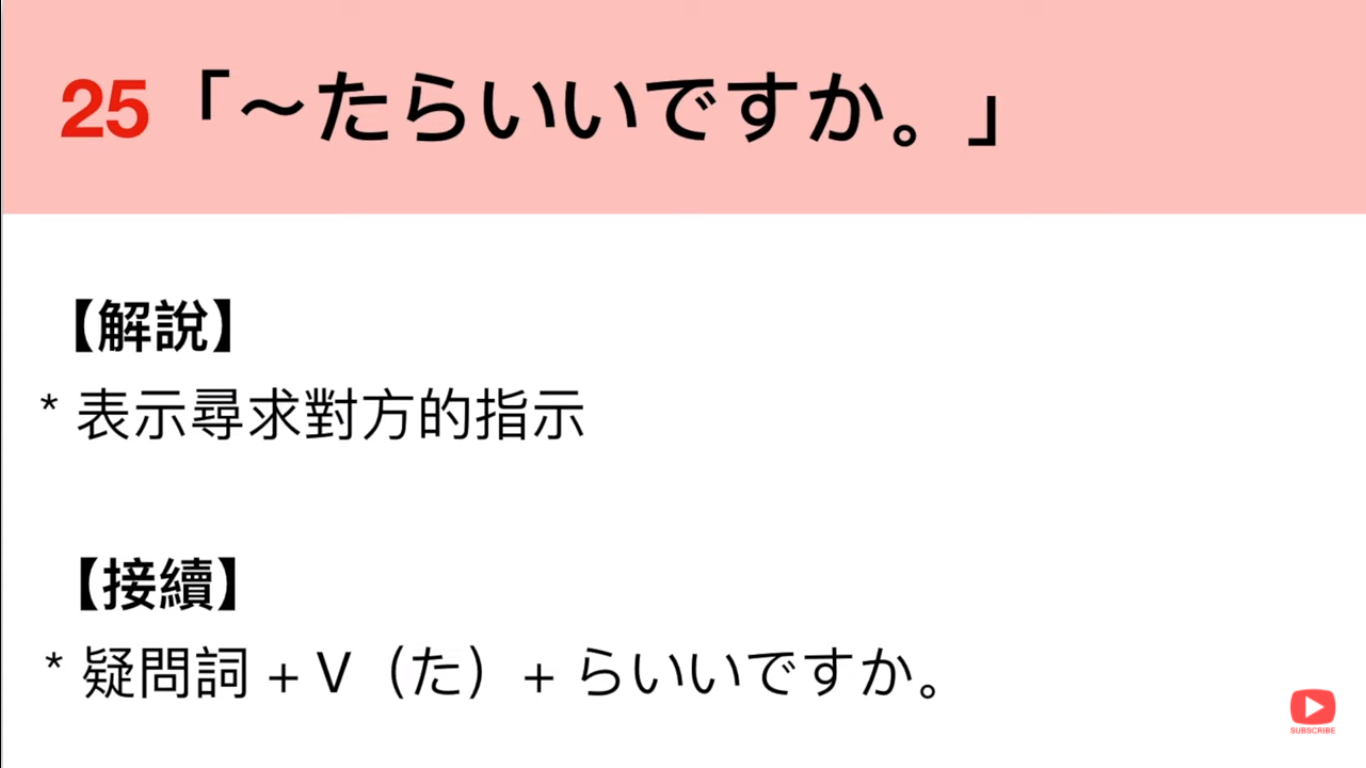 25「～たらいいですか。」
【解說】
* 表示尋求對方的指示
【接續】
* 疑問詞 + V（た）+ らいいですか。
SUBSCRIBE